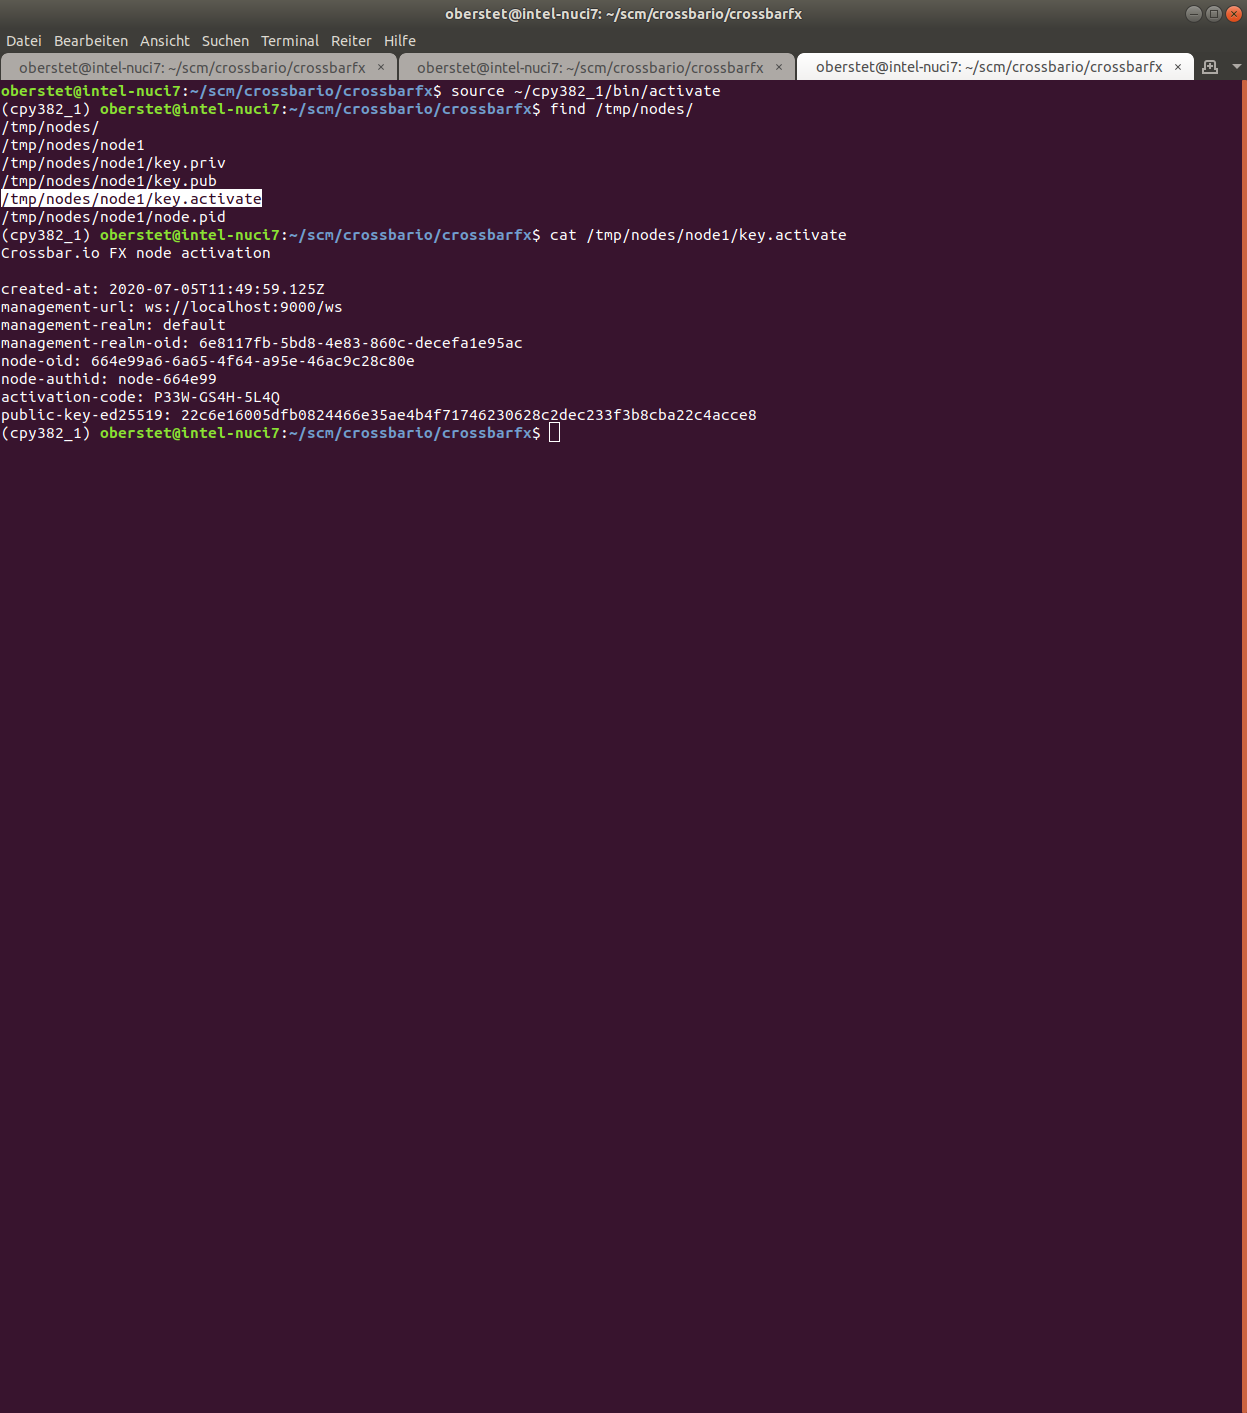 oberstet@intel-nuci7: ~/scm/crossbario/crossbarfx
Datei Bearbeiten Ansicht Suchen Terminal Reiter Hilfe
oberstet@intel-nuci7: ~/scm/crossbario/crossbarfx × oberstet@intel-nuci7: ~/scm/crossbario/crossbarfx × oberstet@intel-nuci7: ~/scm/crossbario/crossbarfx ×
oberstet@intel-nuci7:~/scm/crossbario/crossbarfx$ source ~/cpy382_1/bin/activate
(cpy382_1) oberstet@intel-nuci7:~/scm/crossbario/crossbarfx$ find /tmp/nodes/
/tmp/nodes/
/tmp/nodes/node1
/tmp/nodes/node1/key.priv
/tmp/nodes/node1/key.pub
/tmp/nodes/node1/key.activate
/tmp/nodes/node1/node.pid
(cpy382_1) oberstet@intel-nuci7:~/scm/crossbario/crossbarfx$ cat /tmp/nodes/node1/key.activate
Crossbar.io FX node activation
created-at: 2020-07-05T11:49:59.125Z
management-url: ws://localhost:9000/ws
management-realm: default
management-realm-oid: 6e8117fb-5bd8-4e83-860c-decefa1e95ac
node-oid: 664e99a6-6a65-4f64-a95e-46ac9c28c80e
node-authid: node-664e99
activation-code: P33W-GS4H-5L4Q
public-key-ed25519: 22c6e16005dfb0824466e35ae4b4f71746230628c2dec233f3b8cba22c4acce8
(cpy382_1) oberstet@intel-nuci7:~/scm/crossbario/crossbarfx$